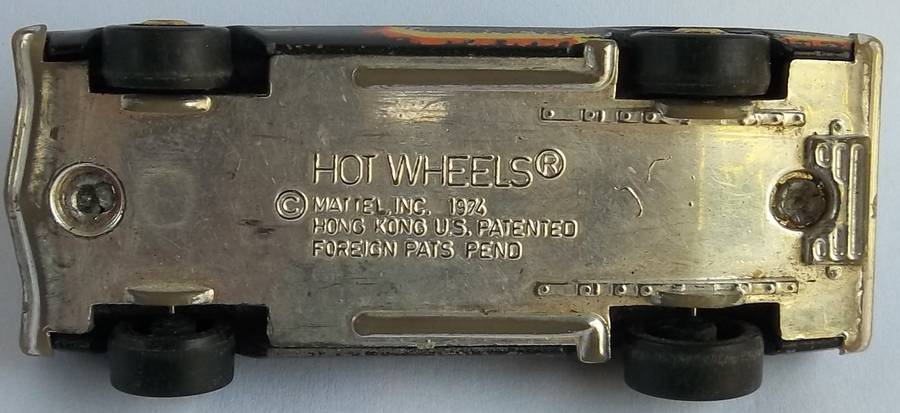 HOT WHEELS®
© MATTEL, INC. 1974
HONG KONG U.S. PATENTED
FOREIGN PATS PEND